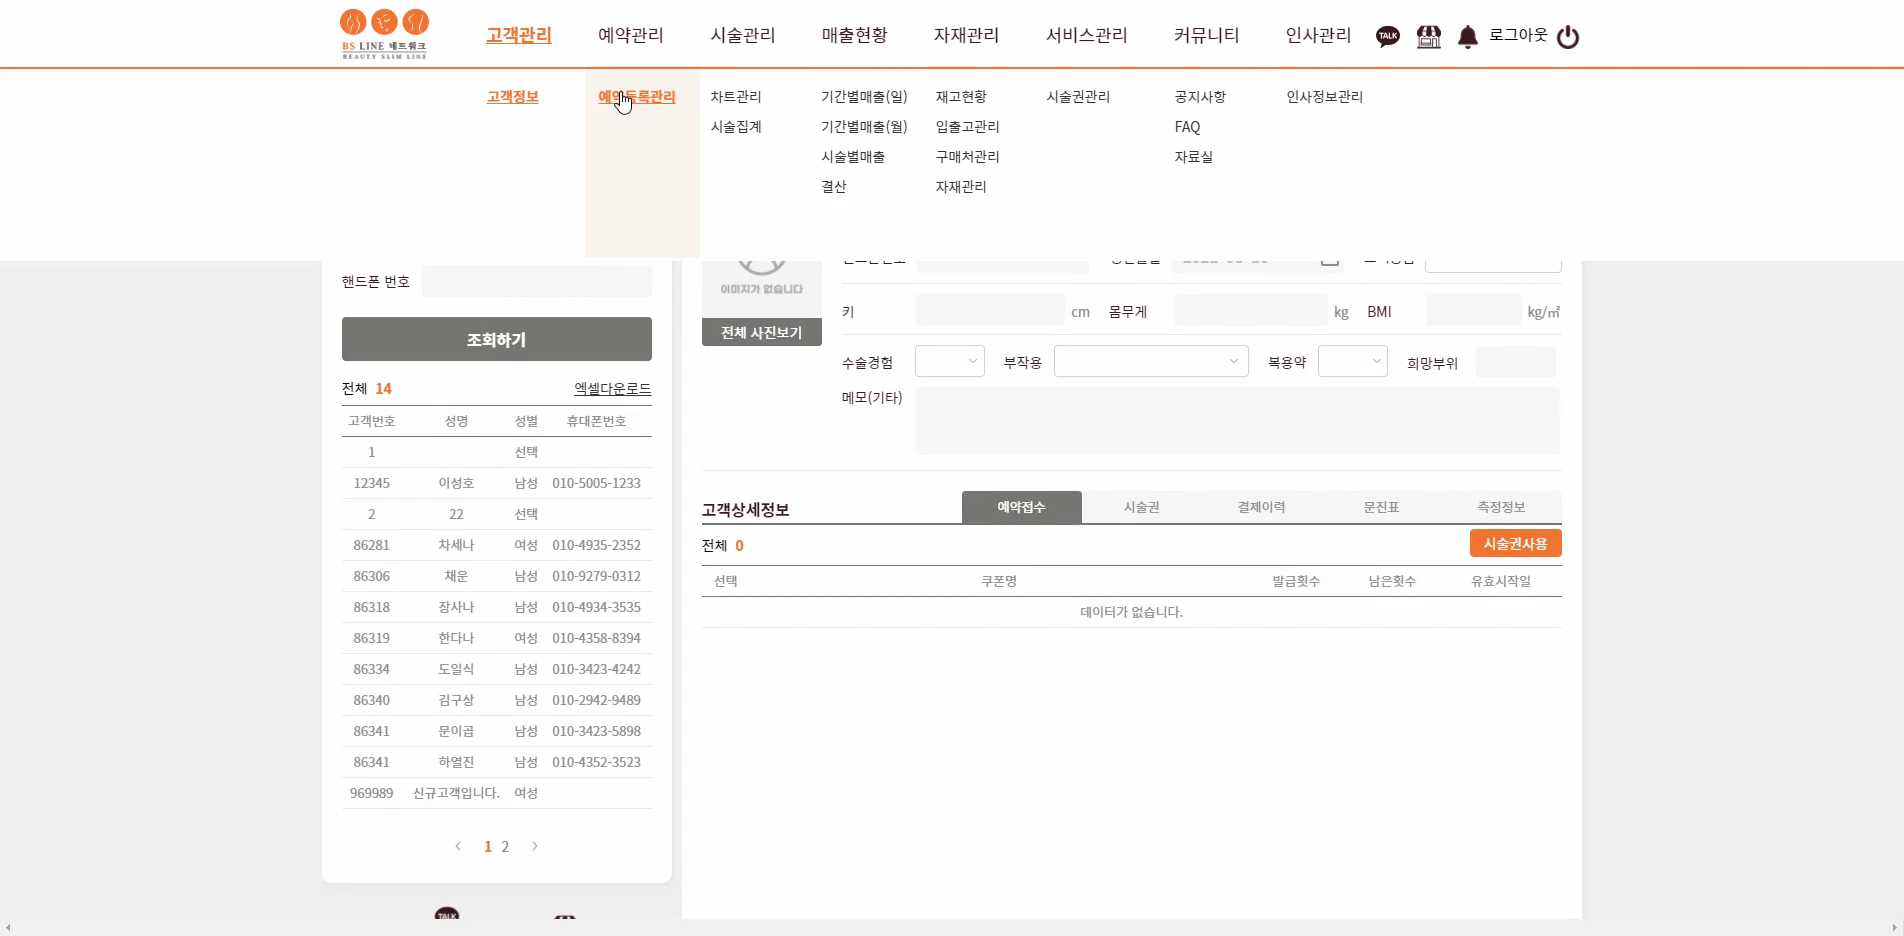 BS LINE 네트워크
BEAUTY SLIM LINE
고객관리 예약관리 시술관리 매출현황 자재관리 서비스관리 커뮤니티 인사관리 TALK 로그아웃
고객정보 예약등록관리 차트관리 기간별매출(일) 재고현황 시술권관리 공지사항 인사정보관리
시술집계 기간별매출(월) 입출고관리 FAQ
시술별매출 구매처관리 자료실
결산 자재관리
핸드폰 번호
조회하기
전체 14 엑셀다운로드
고객번호 성명 성별 휴대폰번호
1 선택
12345 이성호 남성 010-5005-1233
2 22 선택
86281 차세나 여성 010-4935-2352
86306 채운 남성 010-9279-0312
86318 장사나 남성 010-4934-3535
86319 한다나 여성 010-4358-8394
86334 도일식 남성 010-3423-4242
86340 김구상 남성 010-2942-9489
86341 문이곱 남성 010-3423-5898
86341 하열진 남성 010-4352-3523
969989 신규고객입니다. 여성
1 2
TALK
이미지가 없습니다
전체 사진보기
키 cm 몸무게 kg BMI kg/㎡
수술경험 부작용 복용약 희망부위
메모(기타)
고객상세정보 예약접수 시술권 결제이력 문진표 측정정보
전체 0 시술권사용
선택 쿠폰명 발급횟수 남은횟수 유효시작일
데이터가 없습니다.